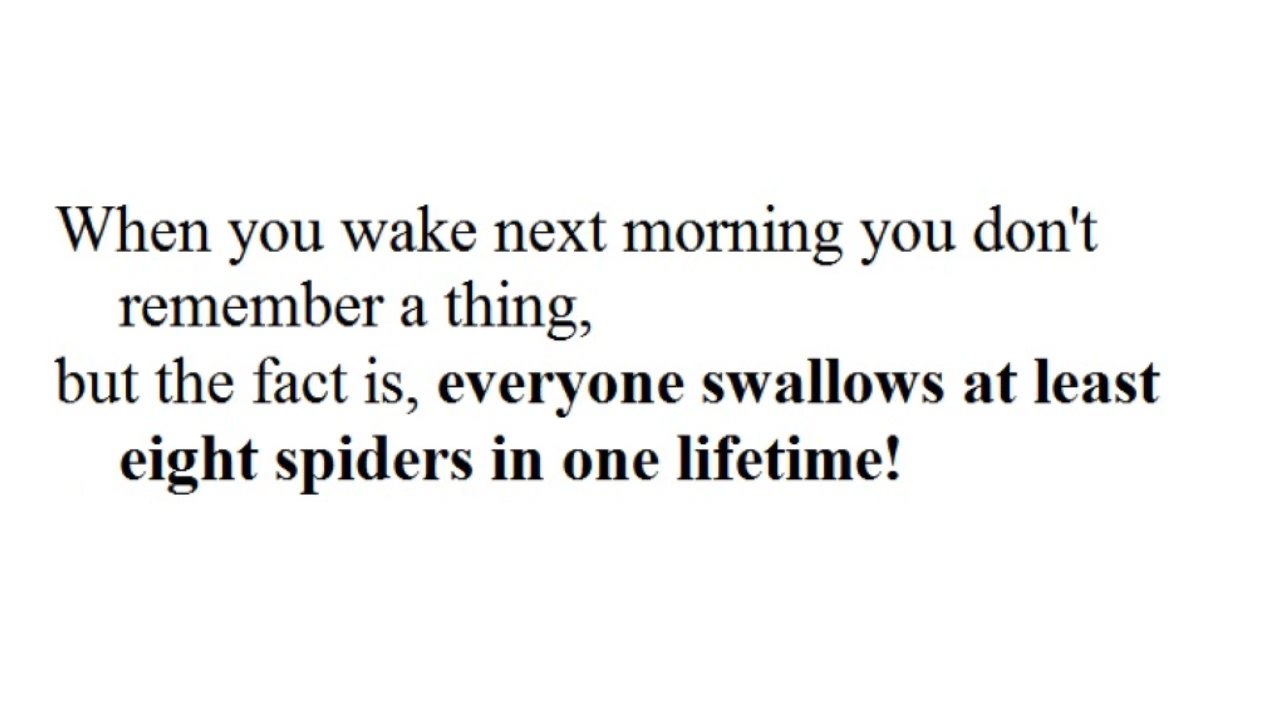 When you wake next morning you don't
remember a thing,
but the fact is, everyone swallows at least
eight spiders in one lifetime!